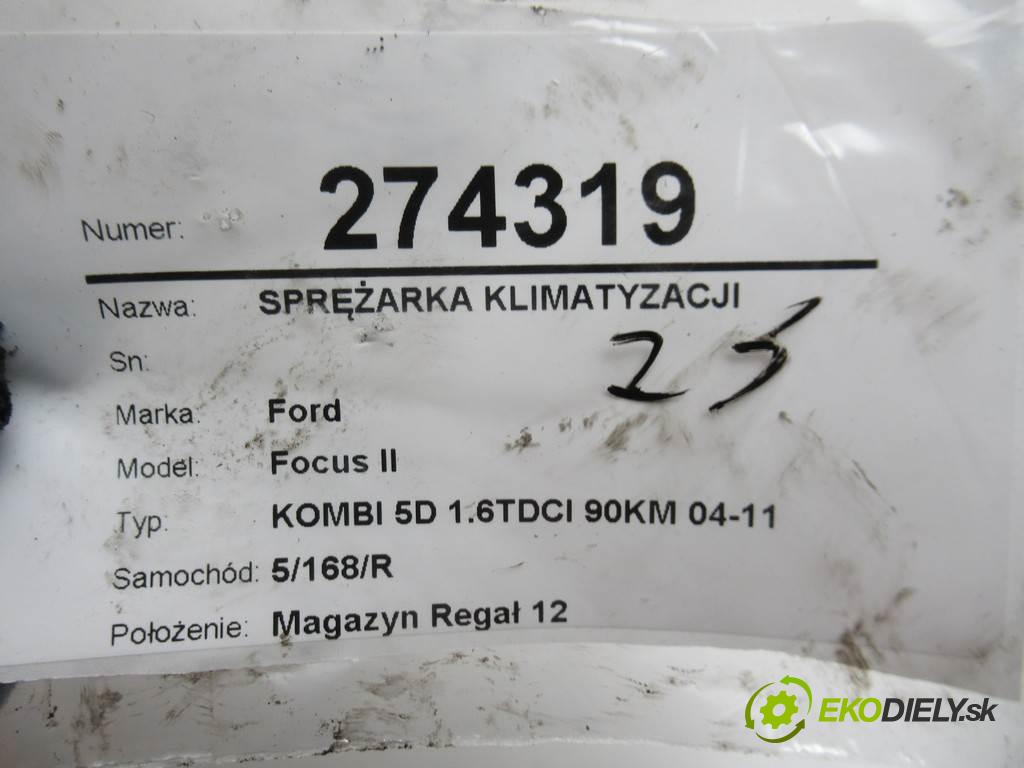 Numer: 274319
Nazwa: SPRĘŻARKA KLIMATYZACJI
Sn:
Marka: Ford
Model: Focus II
Typ: KOMBI 5D 1.6TDCI 90KM 04-11
Samochód: 5/168/R
Położenie: Magazyn Regał 12
EKODIELY.sk